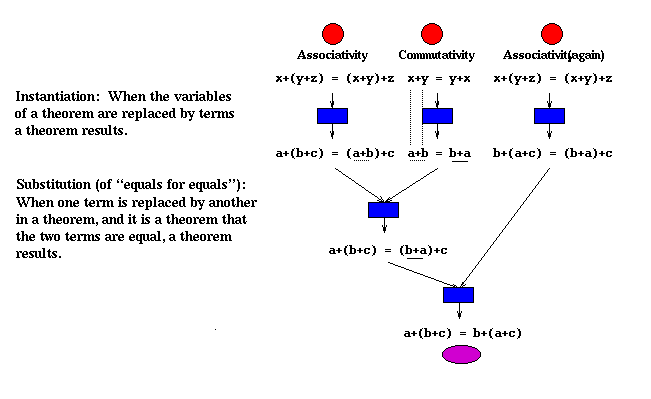 Associativity Commutativity Associativity(again)
x+(y+z) = (x+y)+z x+y = y+x x+(y+z) = (x+y)+z
Instantiation: When the variables
of a theorem are replaced by terms
a theorem results.
a+(b+c) = (a+b)+c a+b = b+a b+(a+c) = (b+a)+c
Substitution (of “equals for equals”):
When one term is replaced by another
in a theorem, and it is a theorem that
the two terms are equal, a theorem
results.
a+(b+c) = (b+a)+c
a+(b+c) = b+(a+c)